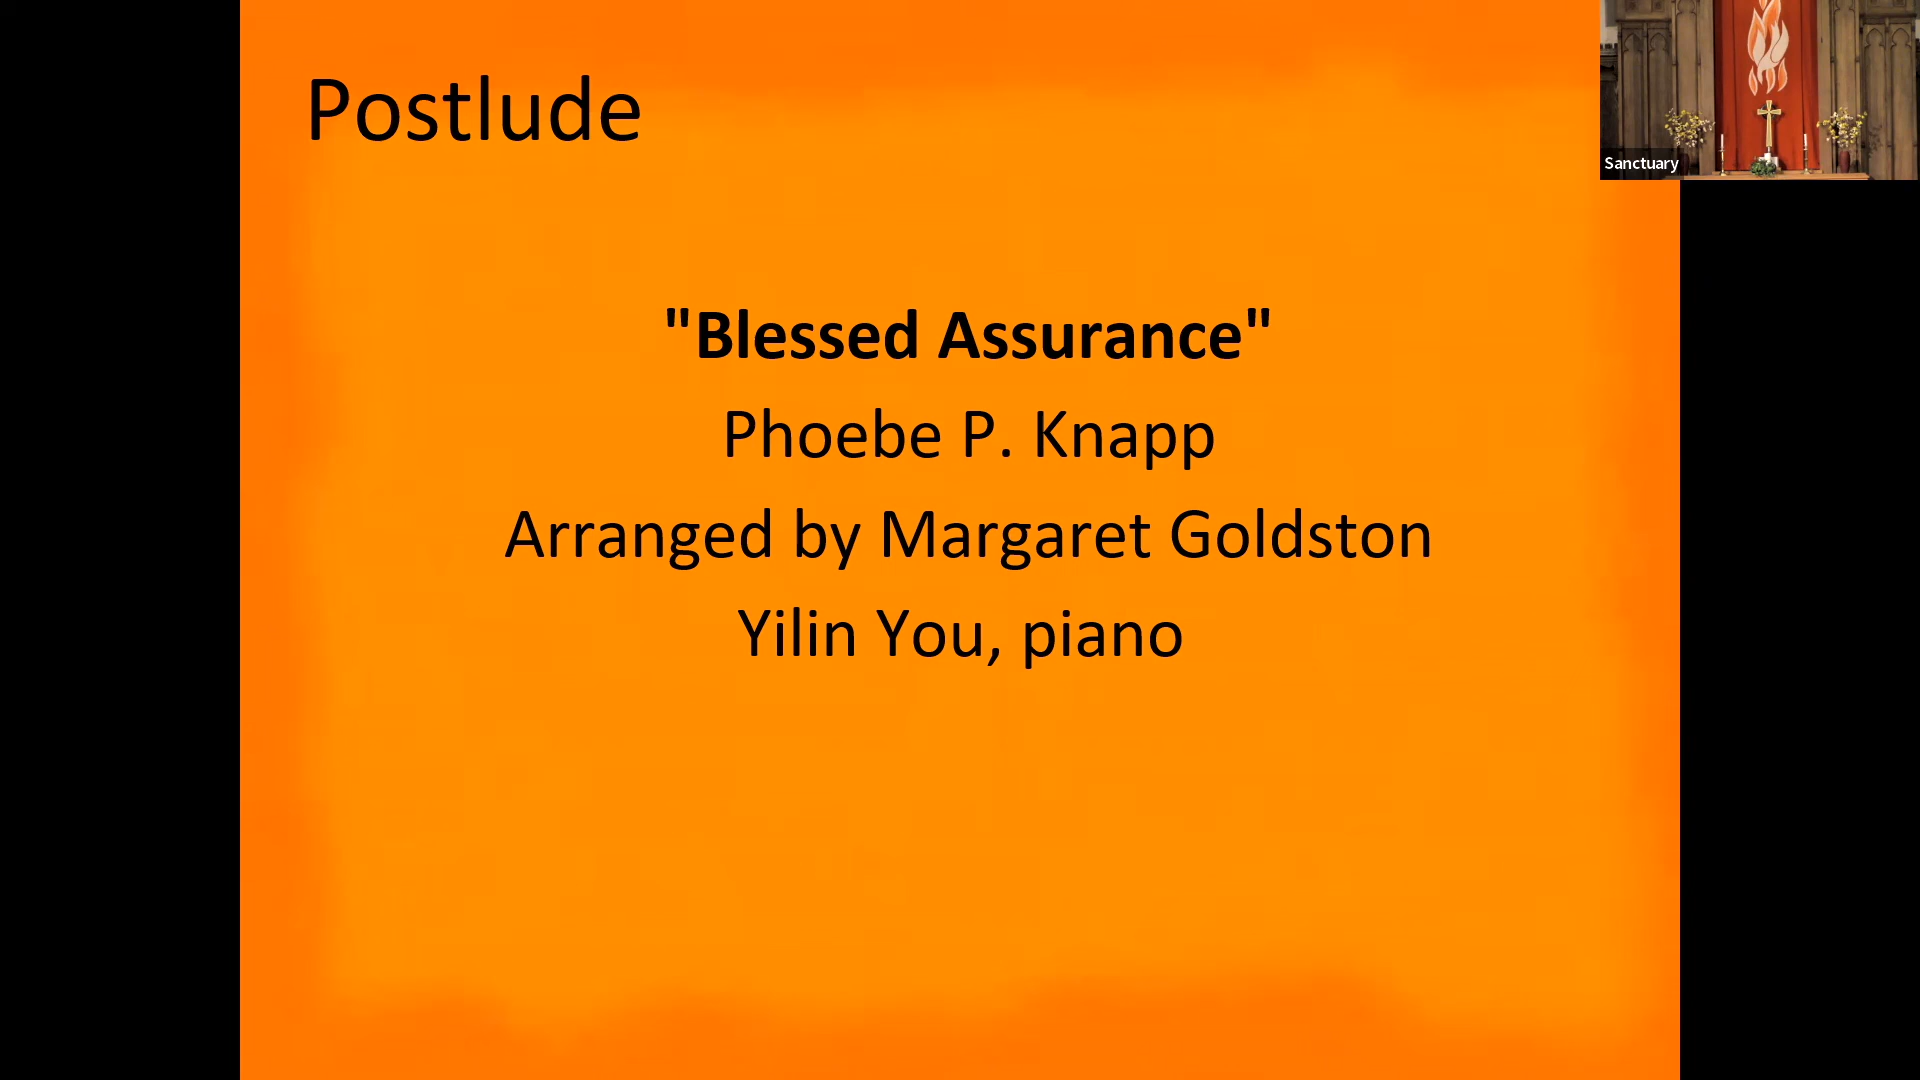 Postlude
"Blessed Assurance"
Phoebe P. Knapp
Arranged by Margaret Goldston
Yilin You, piano
Sanctuary